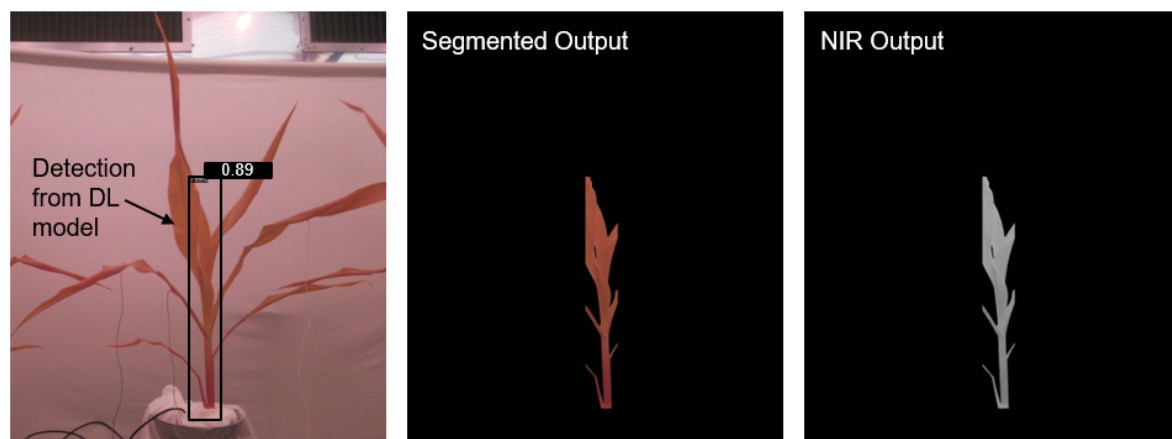 Detection
from DL
model
0.89
Segmented Output
NIR Output